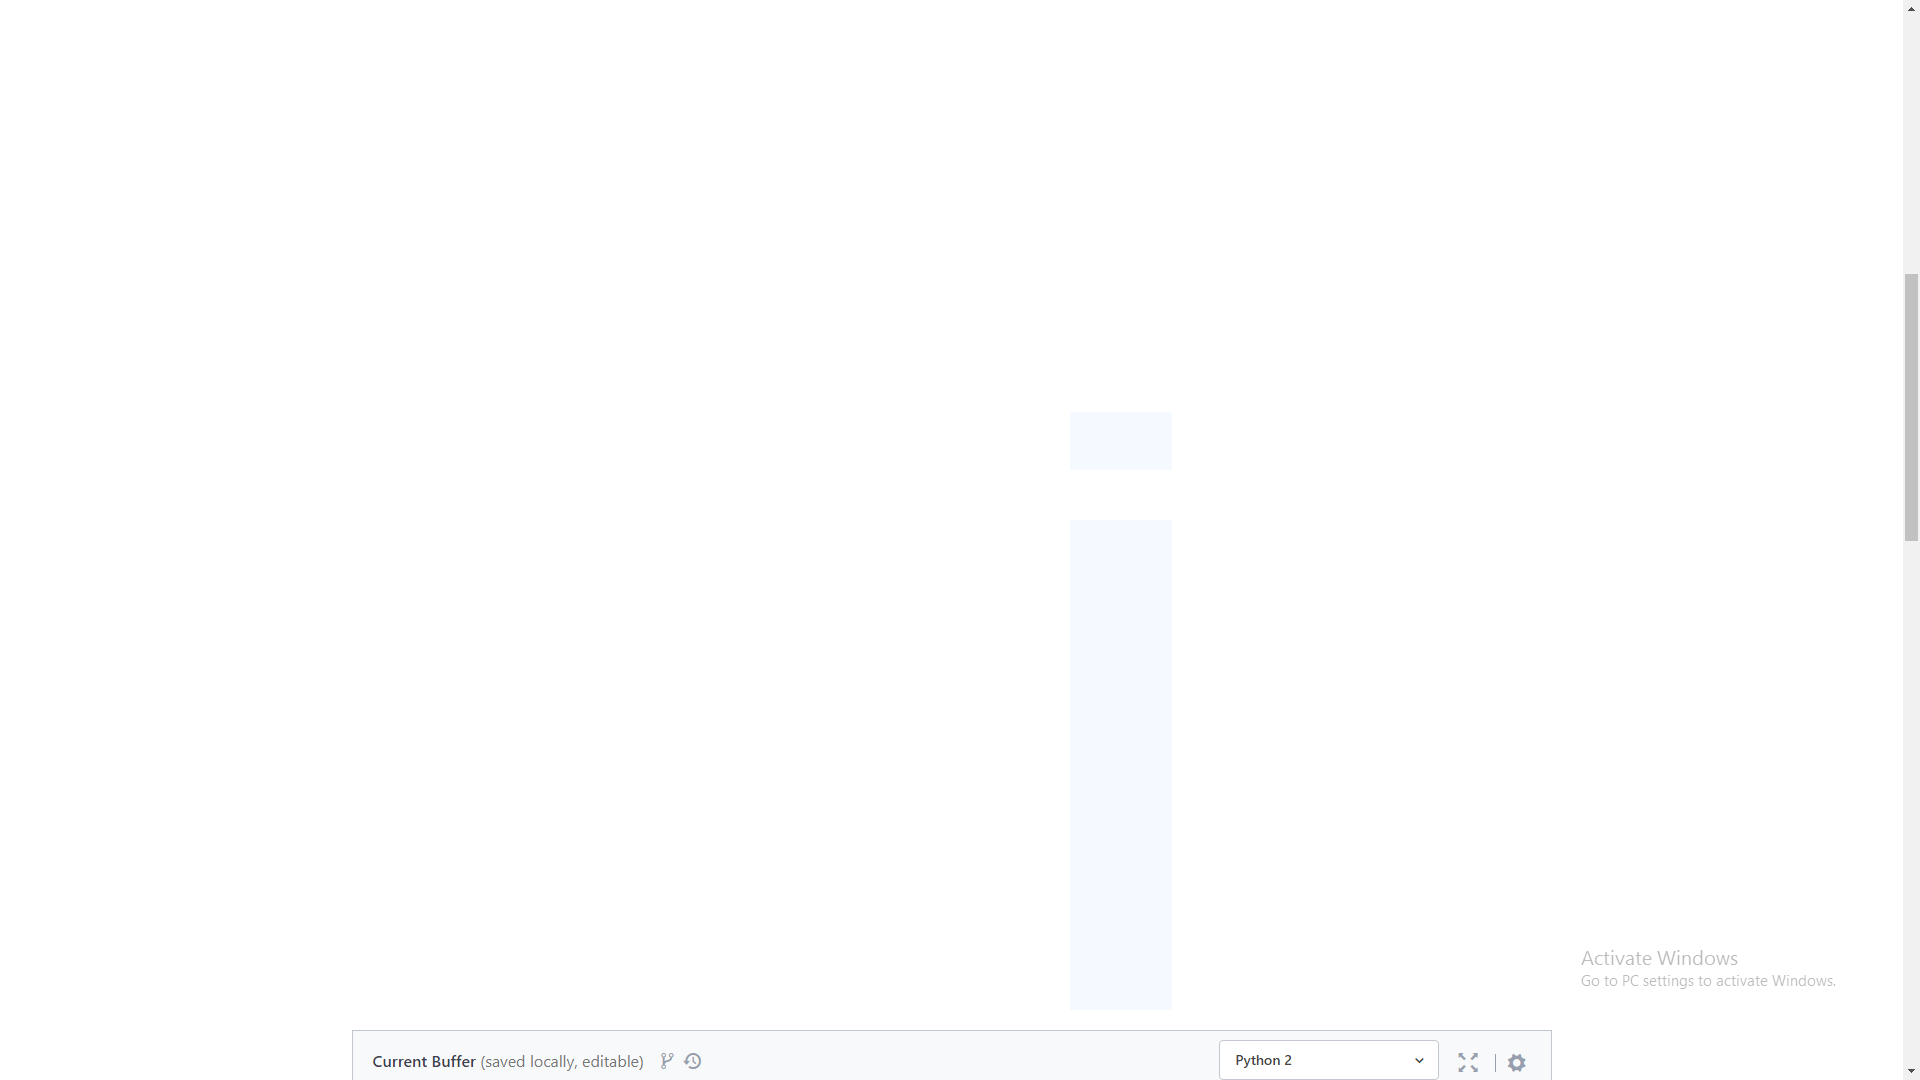 Activate Windows
Go to PC settings to activate Windows.
Current Buffer (saved locally, editable)
Python 2